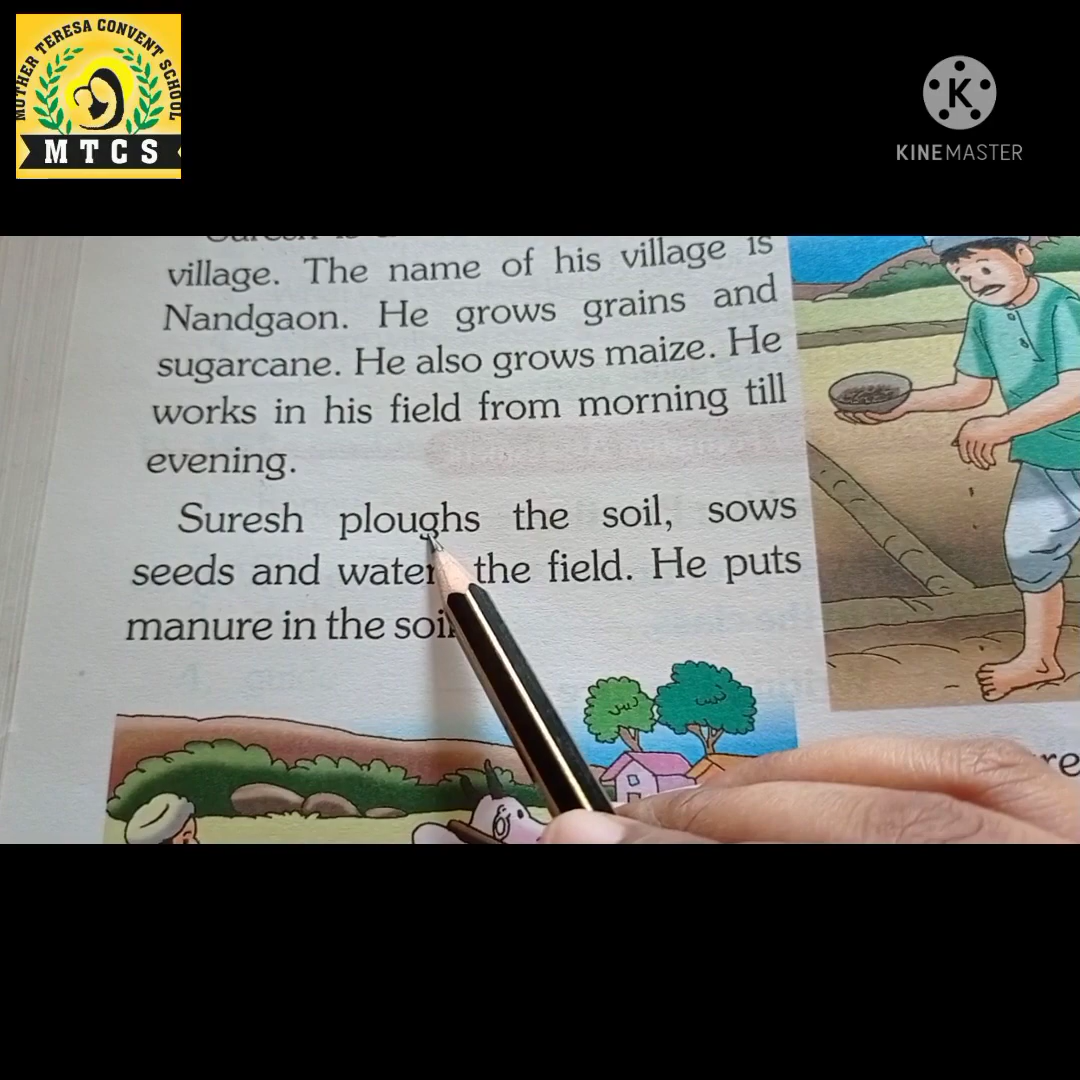 MOTHER TERESA CONVENT SCHOOL
MTCS
K
KINEMASTER
village. The name of his village is
Nandgaon. He grows grains and
sugarcane. He also grows maize. He
works in his field from morning till
evening.
Suresh ploughs the soil, sows
seeds and the field. He puts
manure in the